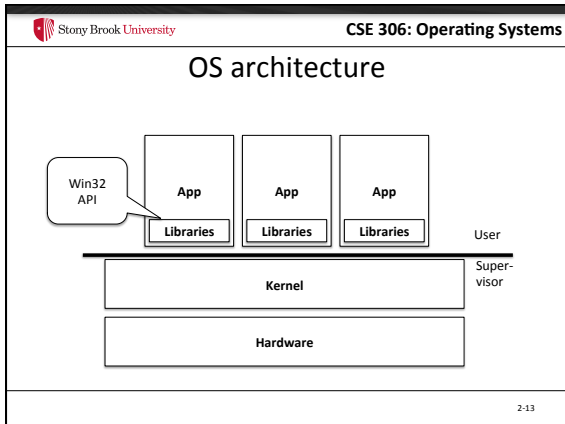 Stony Brook University
CSE 306: Operating Systems
OS architecture
Win32
API
App
App
App
Libraries
Libraries
Libraries
User
Super-
visor
Kernel
Hardware
2-13